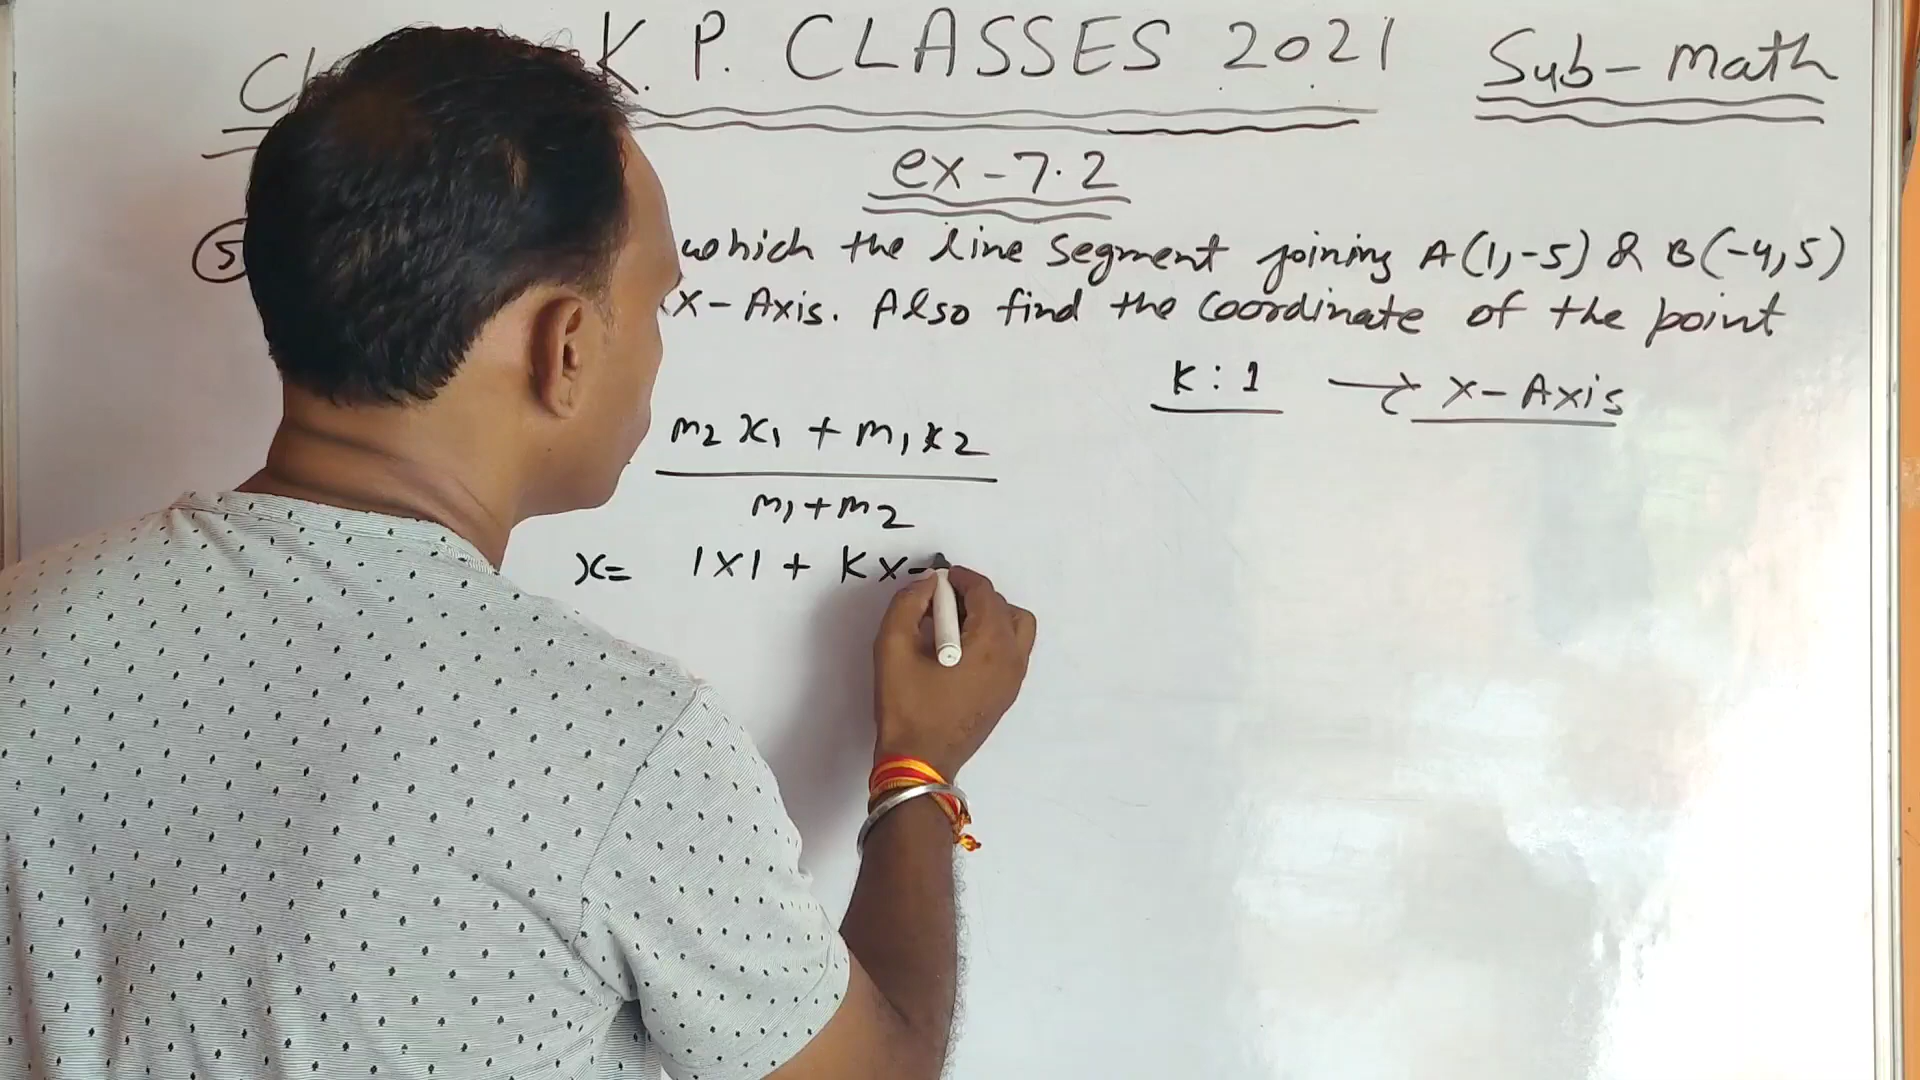 K. P. CLASSES 2021 Sub - Math
ex - 7.2
5 which the line segment joining A(1,-5) & B(-4,5)
X-Axis. Also find the Coordinate of the point
K : 1 → X-Axis
m2 x1 + m1 x2
m1 + m2
x= 1×1 + K×-